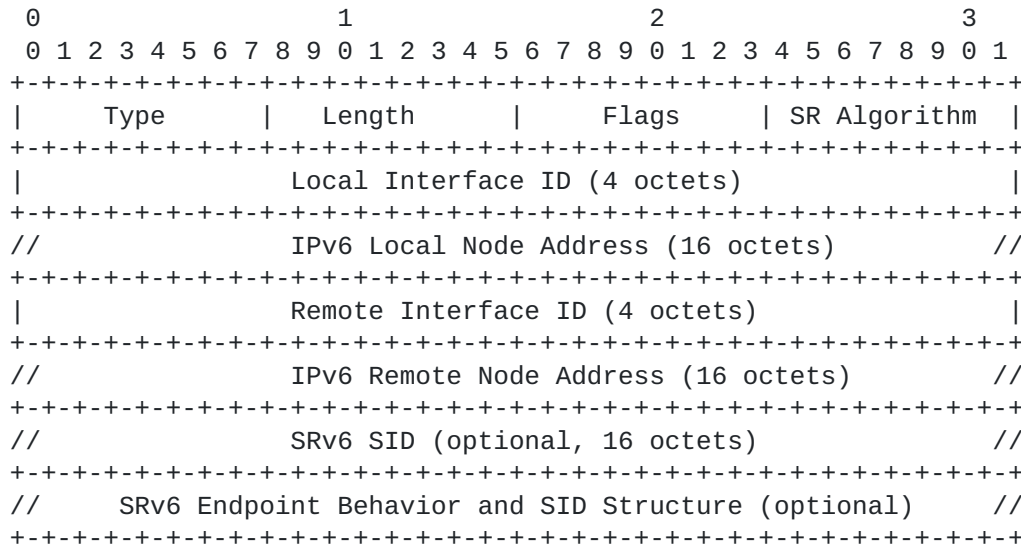 0                   1                   2                   3
 0 1 2 3 4 5 6 7 8 9 0 1 2 3 4 5 6 7 8 9 0 1 2 3 4 5 6 7 8 9 0 1
+-+-+-+-+-+-+-+-+-+-+-+-+-+-+-+-+-+-+-+-+-+-+-+-+-+-+-+-+-+-+-+-+
|     Type      |   Length      |     Flags     | SR Algorithm  |
+-+-+-+-+-+-+-+-+-+-+-+-+-+-+-+-+-+-+-+-+-+-+-+-+-+-+-+-+-+-+-+-+
|                 Local Interface ID (4 octets)                 |
+-+-+-+-+-+-+-+-+-+-+-+-+-+-+-+-+-+-+-+-+-+-+-+-+-+-+-+-+-+-+-+-+
//                IPv6 Local Node Address (16 octets)          //
+-+-+-+-+-+-+-+-+-+-+-+-+-+-+-+-+-+-+-+-+-+-+-+-+-+-+-+-+-+-+-+-+
|                 Remote Interface ID (4 octets)                |
+-+-+-+-+-+-+-+-+-+-+-+-+-+-+-+-+-+-+-+-+-+-+-+-+-+-+-+-+-+-+-+-+
//                IPv6 Remote Node Address (16 octets)         //
+-+-+-+-+-+-+-+-+-+-+-+-+-+-+-+-+-+-+-+-+-+-+-+-+-+-+-+-+-+-+-+-+
//                SRv6 SID (optional, 16 octets)               //
+-+-+-+-+-+-+-+-+-+-+-+-+-+-+-+-+-+-+-+-+-+-+-+-+-+-+-+-+-+-+-+-+
//     SRv6 Endpoint Behavior and SID Structure (optional)     //
+-+-+-+-+-+-+-+-+-+-+-+-+-+-+-+-+-+-+-+-+-+-+-+-+-+-+-+-+-+-+-+-+